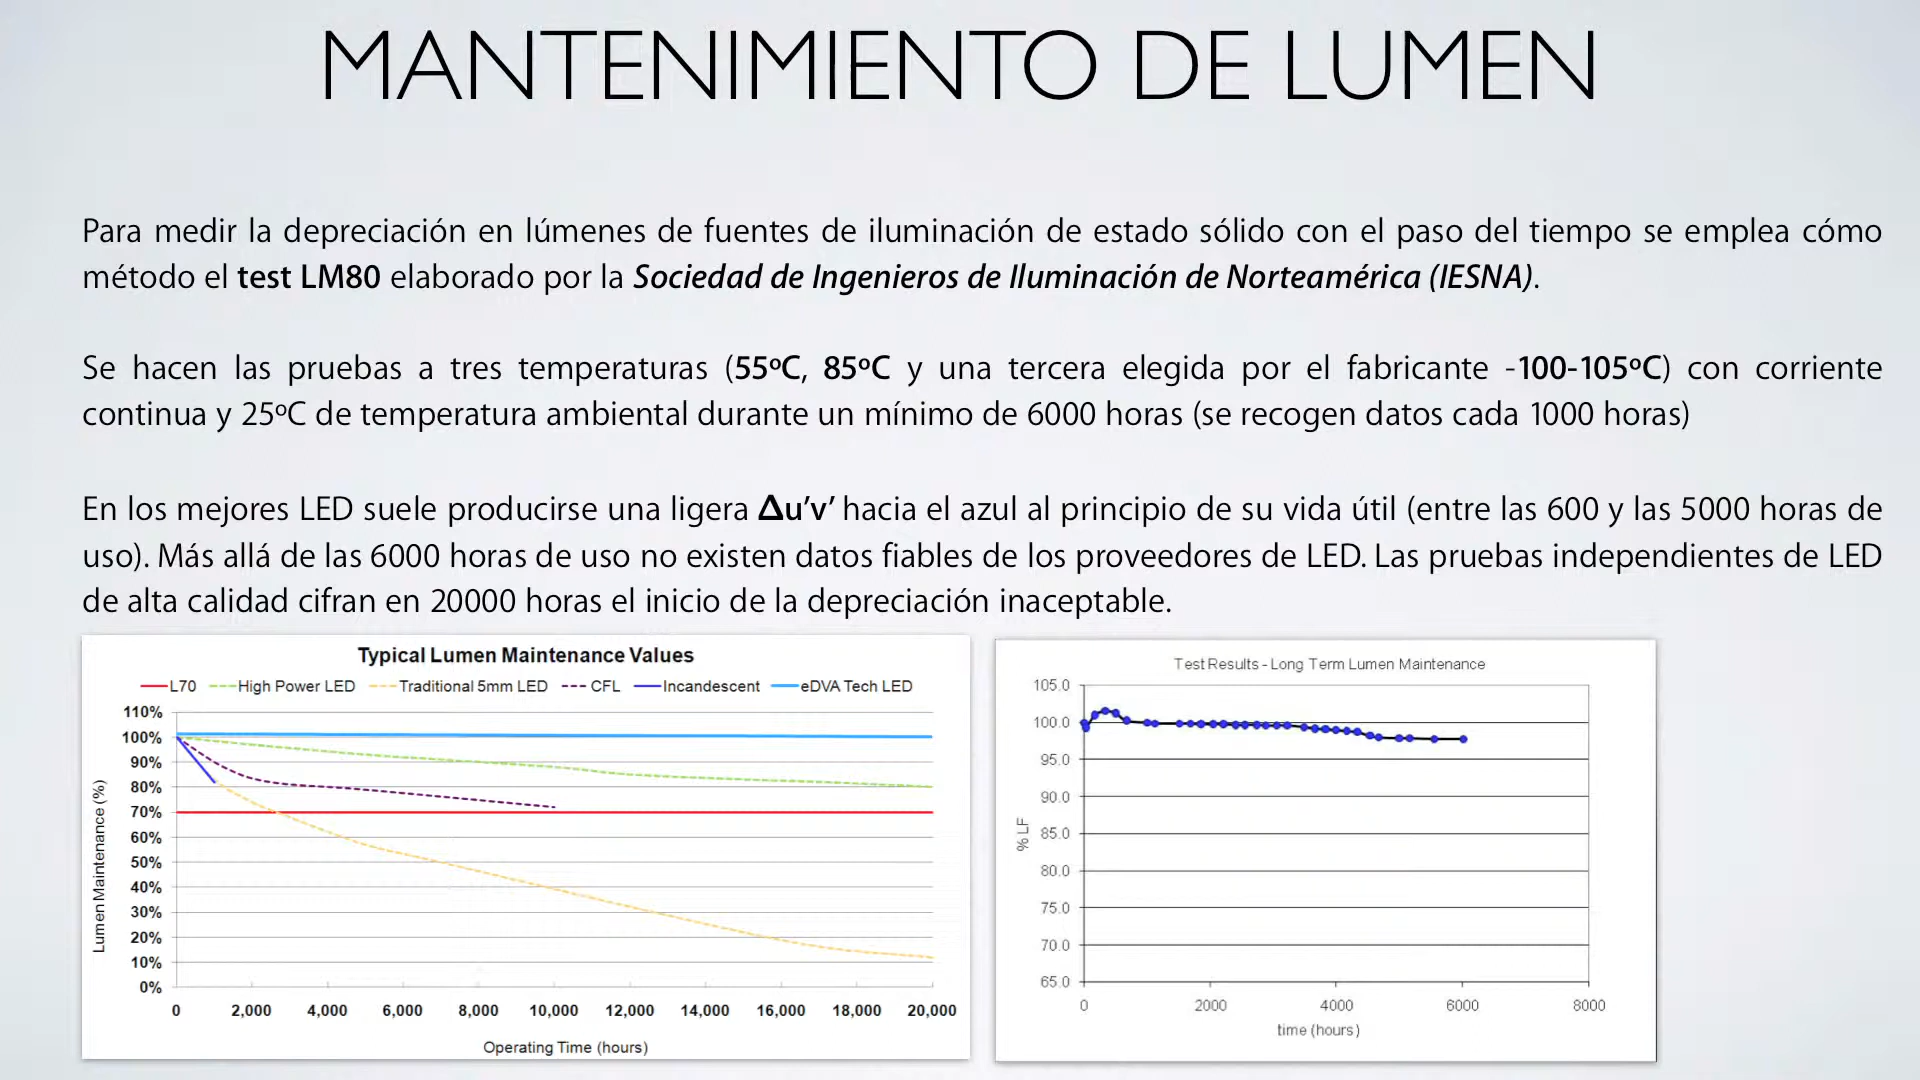 MANTENIMIENTO DE LUMEN
Para medir la depreciación en lúmenes de fuentes de iluminación de estado sólido con el paso del tiempo se emplea cómo
método el test LM80 elaborado por la Sociedad de Ingenieros de Iluminación de Norteamérica (IESNA).
Se hacen las pruebas a tres temperaturas (55ºC, 85ºC y una tercera elegida por el fabricante -100-105ºC) con corriente
continua y 25ºC de temperatura ambiental durante un mínimo de 6000 horas (se recogen datos cada 1000 horas)
En los mejores LED suele producirse una ligera Δu’v’ hacia el azul al principio de su vida útil (entre las 600 y las 5000 horas de
uso). Más allá de las 6000 horas de uso no existen datos fiables de los proveedores de LED. Las pruebas independientes de LED
de alta calidad cifran en 20000 horas el inicio de la depreciación inaceptable.
Typical Lumen Maintenance Values
L70 High Power LED Traditional 5mm LED CFL Incandescent eDVA Tech LED
110%
100%
90%
80%
70%
60%
50%
40%
30%
20%
10%
0%
Lumen Maintenance (%)
0 2,000 4,000 6,000 8,000 10,000 12,000 14,000 16,000 18,000 20,000
Operating Time (hours)
Test Results - Long Term Lumen Maintenance
105.0
100.0
95.0
90.0
85.0
80.0
75.0
70.0
65.0
% LF
0 2000 4000 6000 8000
time (hours)